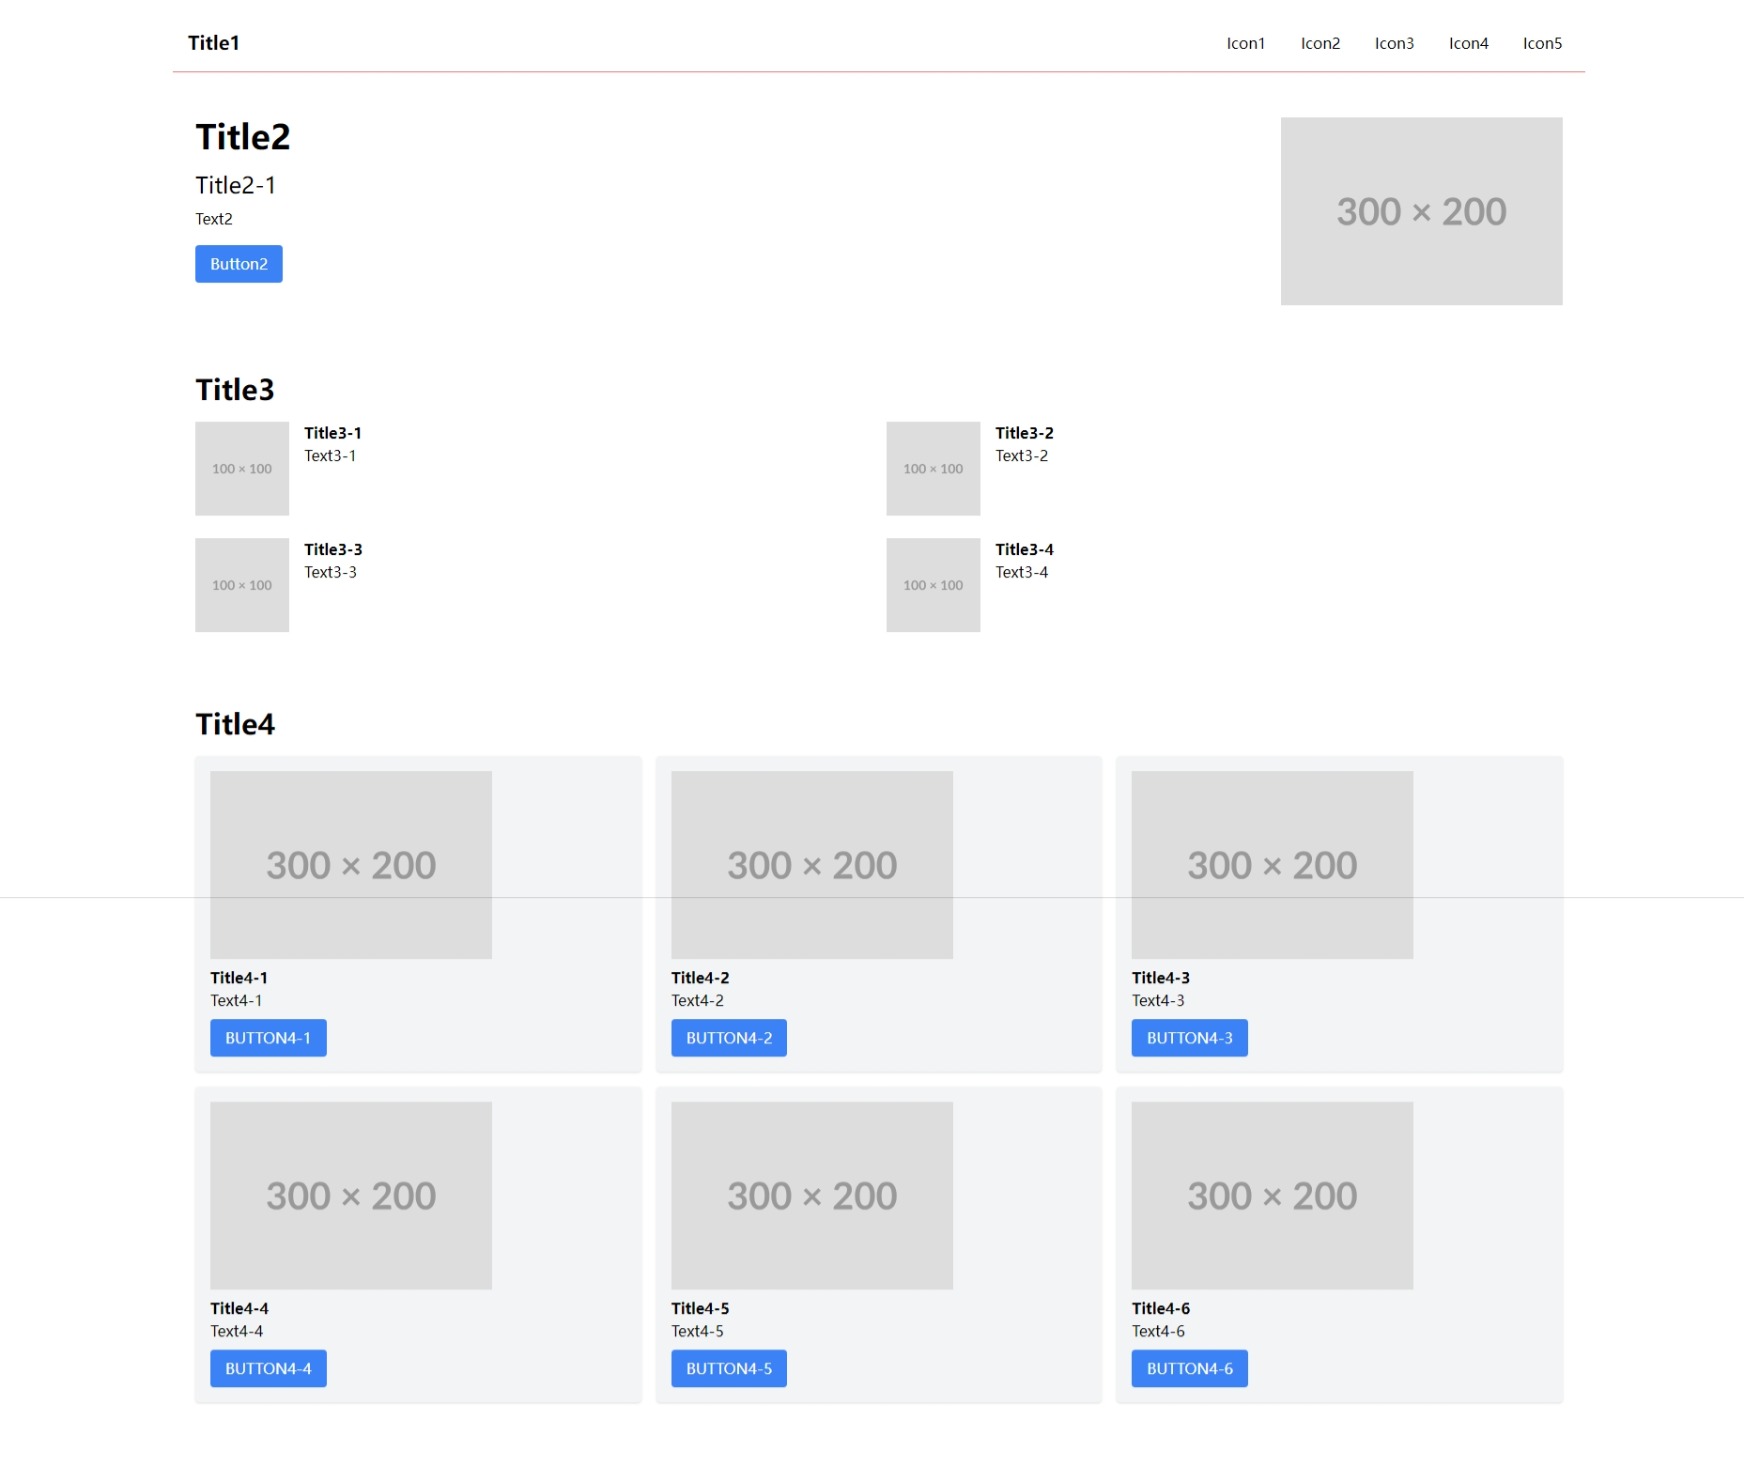 Title1
Icon1 Icon2 Icon3 Icon4 Icon5
Title2
Title2-1
Text2
Button2
300 × 200
Title3
100 × 100
Title3-1
Text3-1
100 × 100
Title3-2
Text3-2
100 × 100
Title3-3
Text3-3
100 × 100
Title3-4
Text3-4
Title4
300 × 200
Title4-1
Text4-1
BUTTON4-1
300 × 200
Title4-2
Text4-2
BUTTON4-2
300 × 200
Title4-3
Text4-3
BUTTON4-3
300 × 200
Title4-4
Text4-4
BUTTON4-4
300 × 200
Title4-5
Text4-5
BUTTON4-5
300 × 200
Title4-6
Text4-6
BUTTON4-6